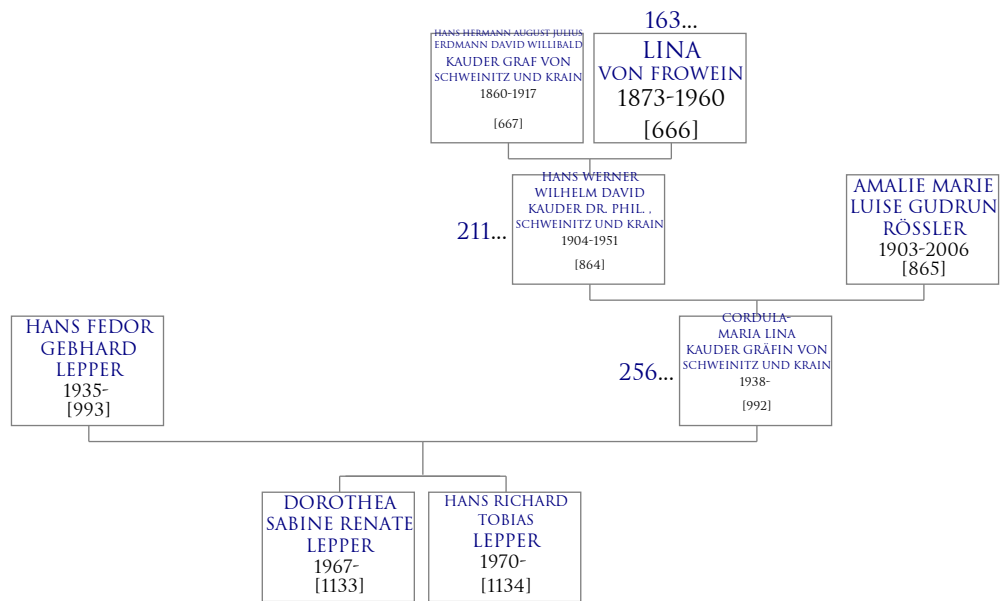 163...
HANS HERMANN AUGUST JULIUS
ERDMANN DAVID WILLIBALD
KAUDER GRAF VON
SCHWEINITZ UND KRAIN
1860-1917
[667]
LINA
VON FROWEIN
1873-1960
[666]
211...
HANS WERNER
WILHELM DAVID
KAUDER DR. PHIL. ,
SCHWEINITZ UND KRAIN
1904-1951
[864]
AMALIE MARIE
LUISE GUDRUN
RÖSSLER
1903-2006
[865]
HANS FEDOR
GEBHARD
LEPPER
1935-
[993]
256...
CORDULA-
MARIA LINA
KAUDER GRÄFIN VON
SCHWEINITZ UND KRAIN
1938-
[992]
DOROTHEA
SABINE RENATE
LEPPER
1967-
[1133]
HANS RICHARD
TOBIAS
LEPPER
1970-
[1134]